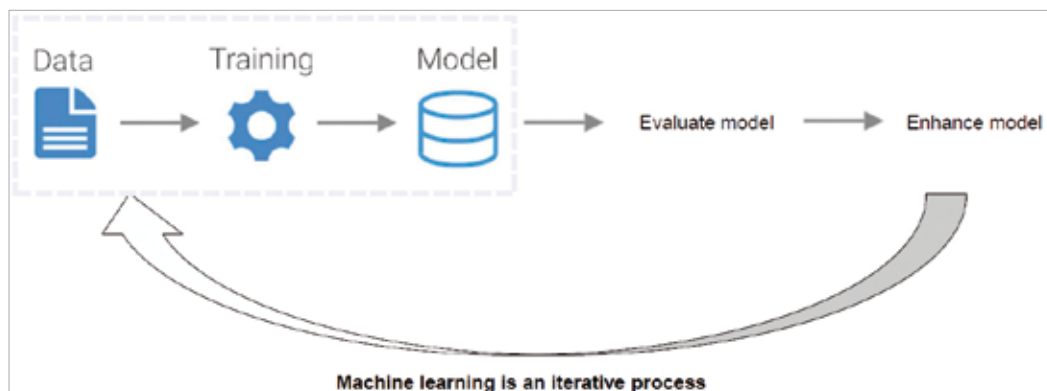 Data
Training
Model
Evaluate model
Enhance model
Machine learning is an iterative process